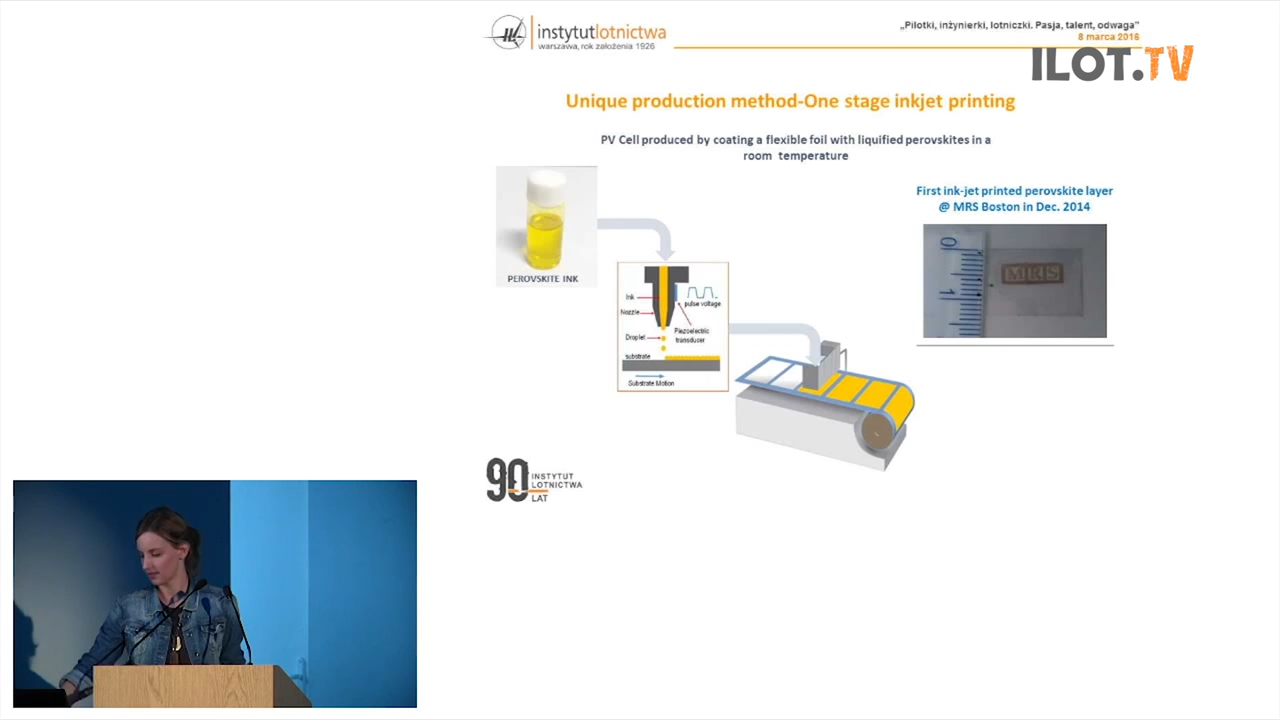 instytutlotnictwa
warszawa, rok założenia 1926
„Pilotki, inżynierki, lotniczki. Pasja, talent, odwaga”
8 marca 2016
ILOT.TV
Unique production method-One stage inkjet printing
PV Cell produced by coating a flexible foil with liquified perovskites in a
room temperature
First ink-jet printed perovskite layer
@ MRS Boston in Dec. 2014
PEROVSKITE INK
Ink
pulse voltage
Nozzle
Piezoelectric
transducer
Droplet
substrate
Substrate Motion
0
1
MRS
90 INSTYTUT
LOTNICTWA
LAT